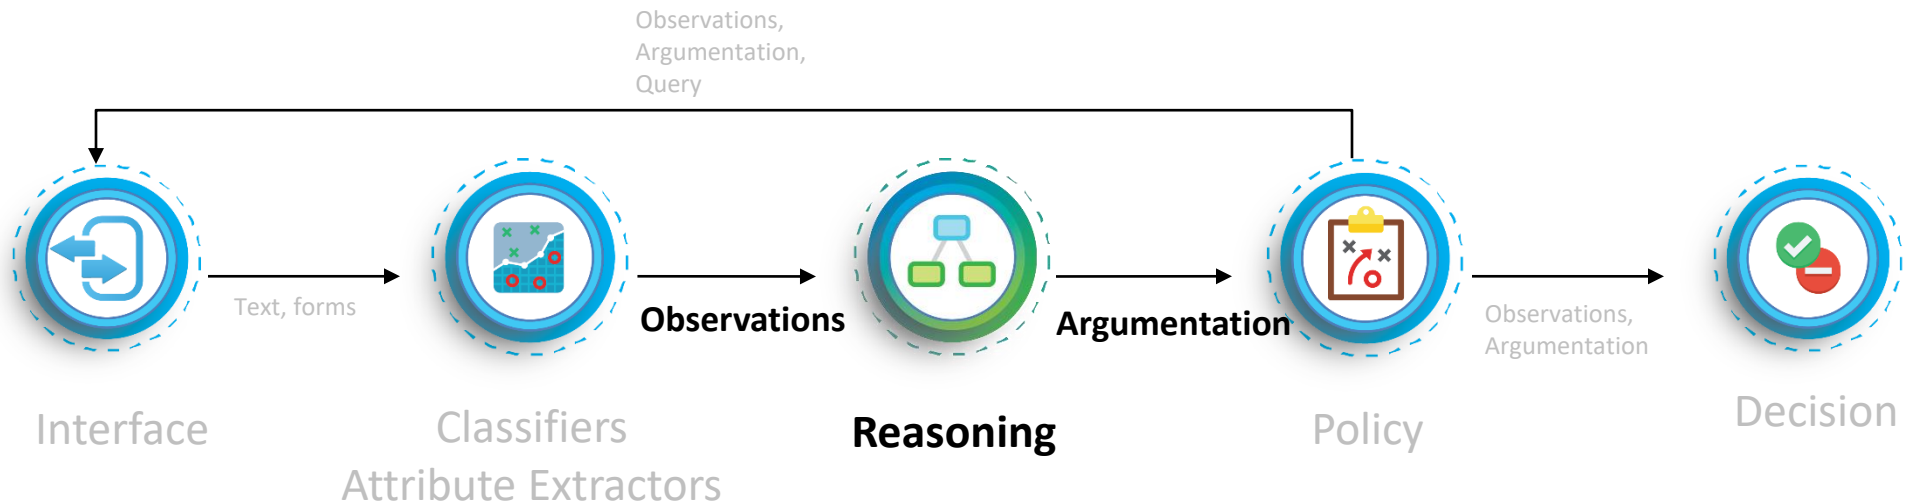 Observations,
Argumentation,
Query
Text, forms
Observations
Argumentation
Observations,
Argumentation
Interface
Classifiers
Attribute Extractors
Reasoning
Policy
Decision